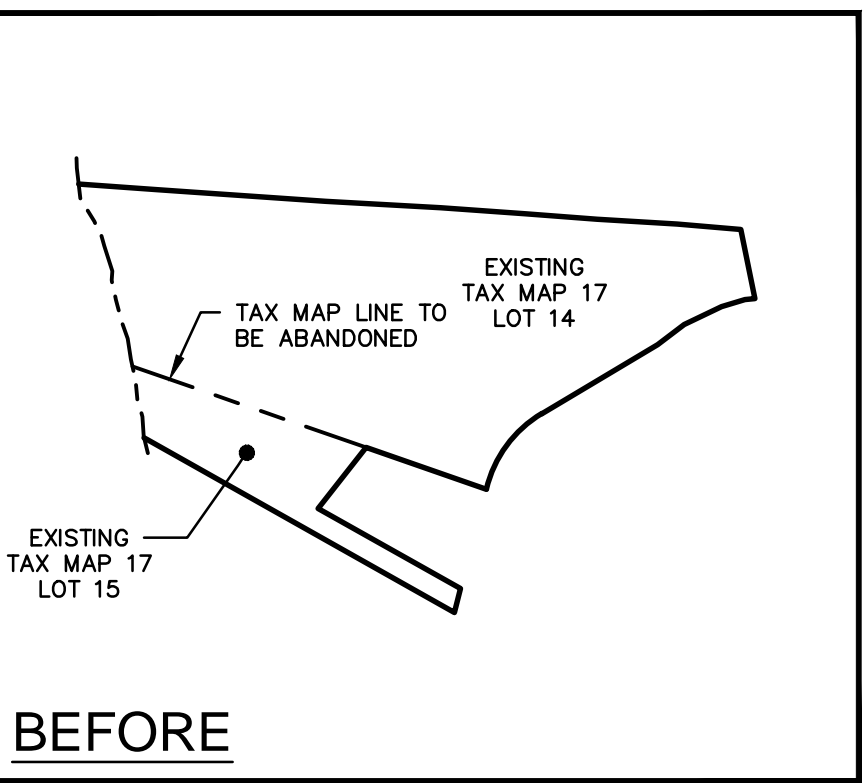 EXISTING
TAX MAP 17
LOT 14
TAX MAP LINE TO
BE ABANDONED
EXISTING
TAX MAP 17
LOT 15
BEFORE